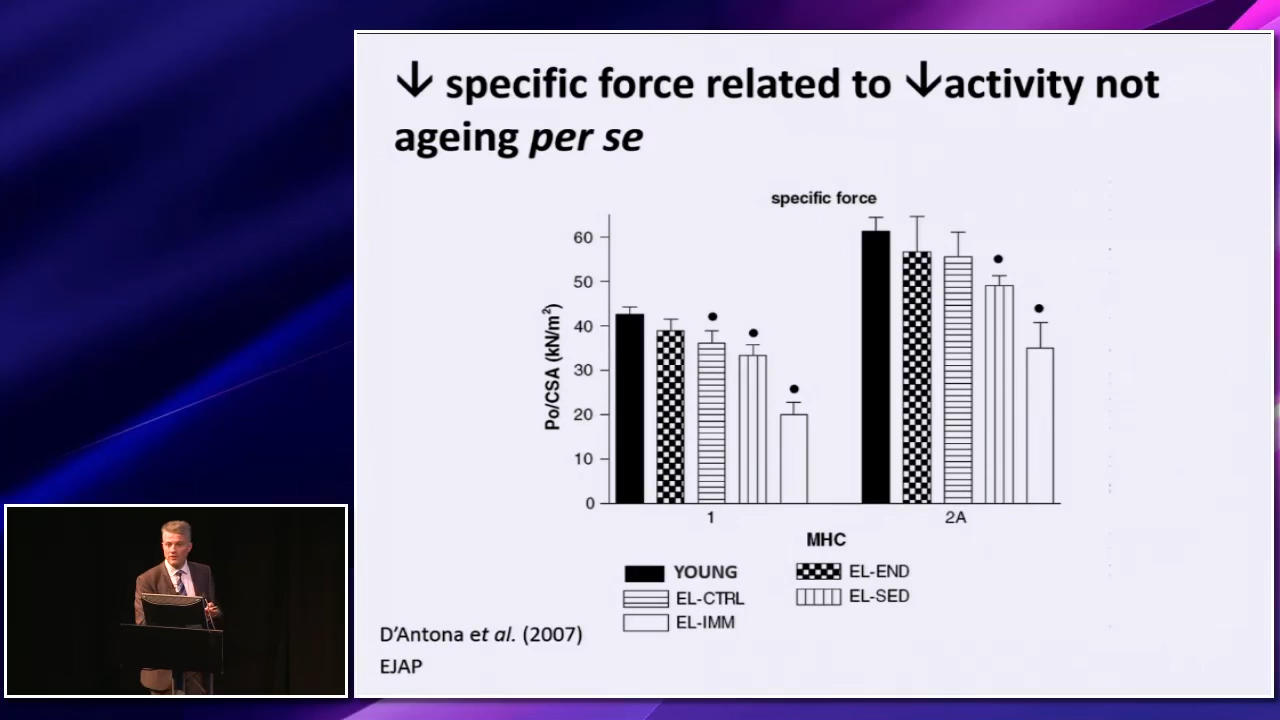 ↓ specific force related to ↓activity not
ageing per se
specific force
60
50
40
30
20
10
0
Po/CSA (kN/m²)
1
2A
MHC
YOUNG
EL-END
EL-CTRL
EL-SED
EL-IMM
D'Antona et al. (2007)
EJAP